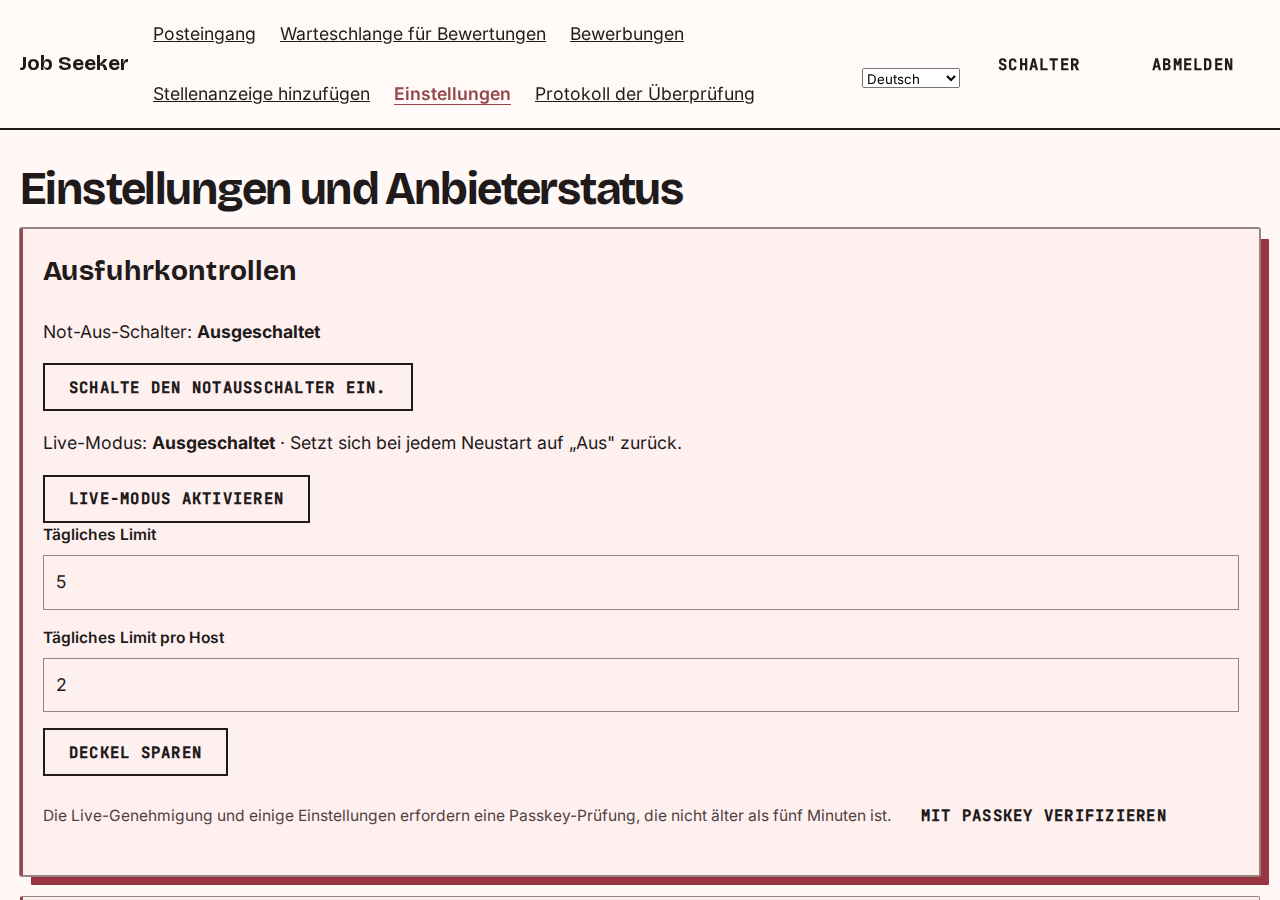 Job Seeker
Posteingang Warteschlange für Bewertungen Bewerbungen
Stellenanzeige hinzufügen Einstellungen Protokoll der Überprüfung
Deutsch
SCHALTER ABMELDEN
Einstellungen und Anbieterstatus
Ausfuhrkontrollen
Not-Aus-Schalter: Ausgeschaltet
SCHALTE DEN NOTAUSSCHALTER EIN.
Live-Modus: Ausgeschaltet · Setzt sich bei jedem Neustart auf „Aus" zurück.
LIVE-MODUS AKTIVIEREN
Tägliches Limit
5
Tägliches Limit pro Host
2
DECKEL SPAREN
Die Live-Genehmigung und einige Einstellungen erfordern eine Passkey-Prüfung, die nicht älter als fünf Minuten ist. MIT PASSKEY VERIFIZIEREN